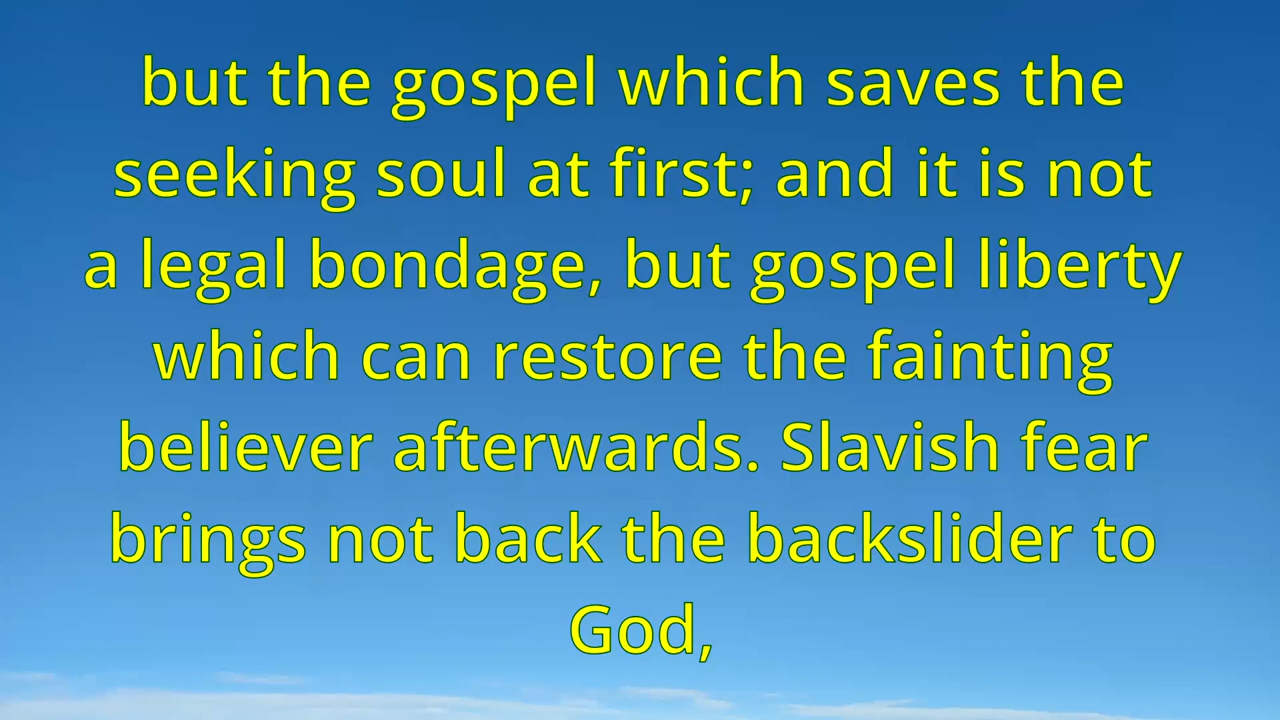 but the gospel which saves the
seeking soul at first; and it is not
a legal bondage, but gospel liberty
which can restore the fainting
believer afterwards. Slavish fear
brings not back the backslider to
God,